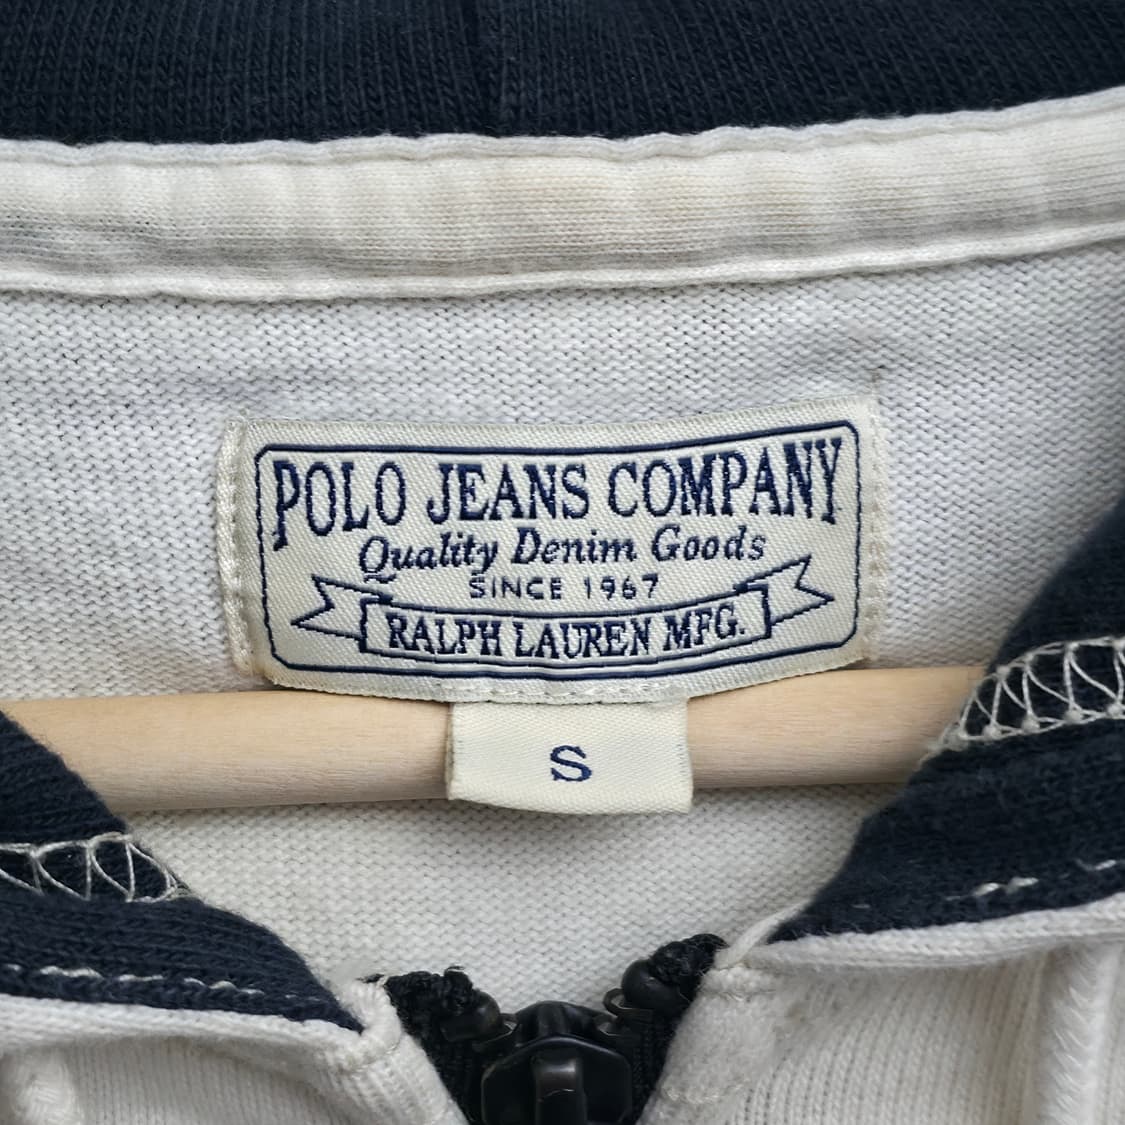 POLO JEANS COMPANY
Quality Denim Goods
SINCE 1967
RALPH LAUREN MFG.
S